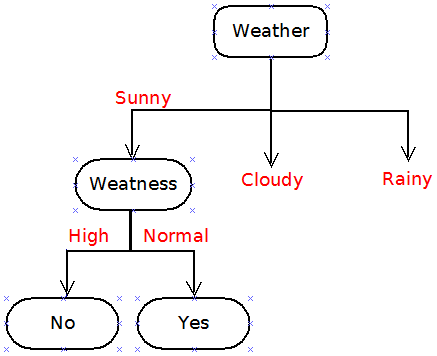 Weather
Sunny
Weatness
Cloudy
Rainy
High
Normal
No
Yes